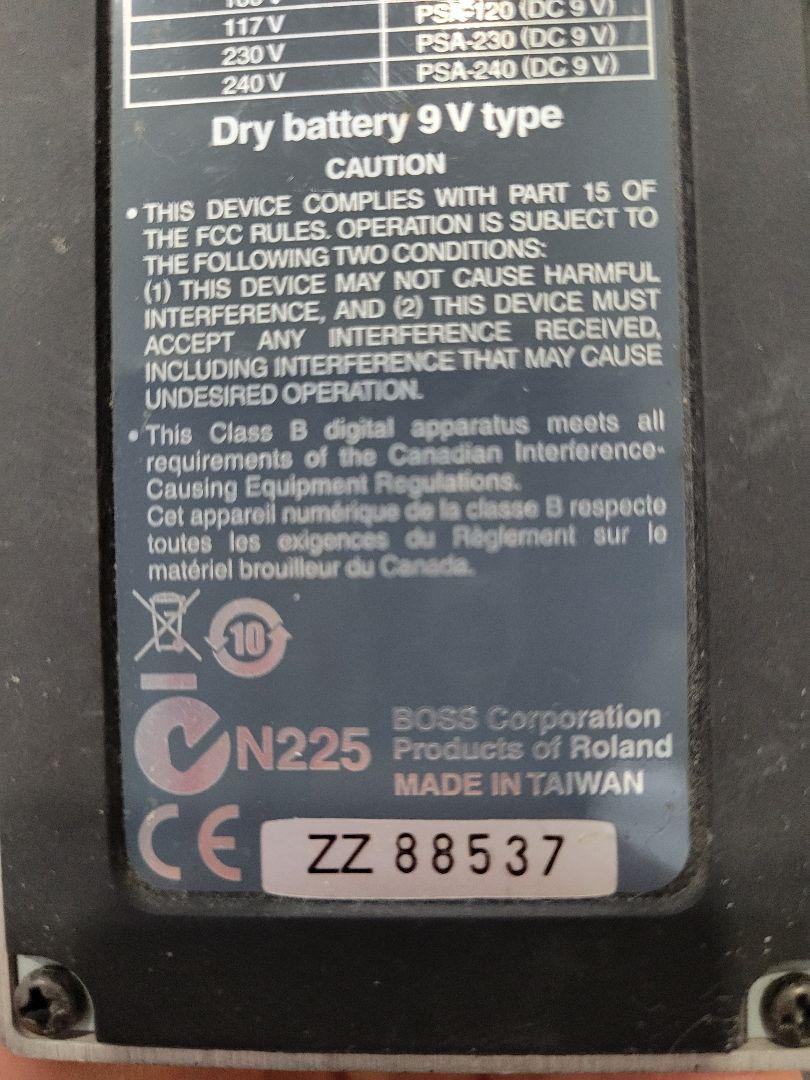 117 V PSA-120 (DC 9 V)
230 V PSA-230 (DC 9 V)
240 V PSA-240 (DC 9 V)
Dry battery 9 V type
CAUTION
• THIS DEVICE COMPLIES WITH PART 15 OF
THE FCC RULES. OPERATION IS SUBJECT TO
THE FOLLOWING TWO CONDITIONS:
(1) THIS DEVICE MAY NOT CAUSE HARMFUL
INTERFERENCE, AND (2) THIS DEVICE MUST
ACCEPT ANY INTERFERENCE RECEIVED,
INCLUDING INTERFERENCE THAT MAY CAUSE
UNDESIRED OPERATION.
• This Class B digital apparatus meets all
requirements of the Canadian Interference-
Causing Equipment Regulations.
Cet appareil numérique de la classe B respecte
toutes les exigences du Règlement sur le
matériel brouilleur du Canada.
10
N225
BOSS Corporation
Products of Roland
MADE IN TAIWAN
CE
ZZ 88537